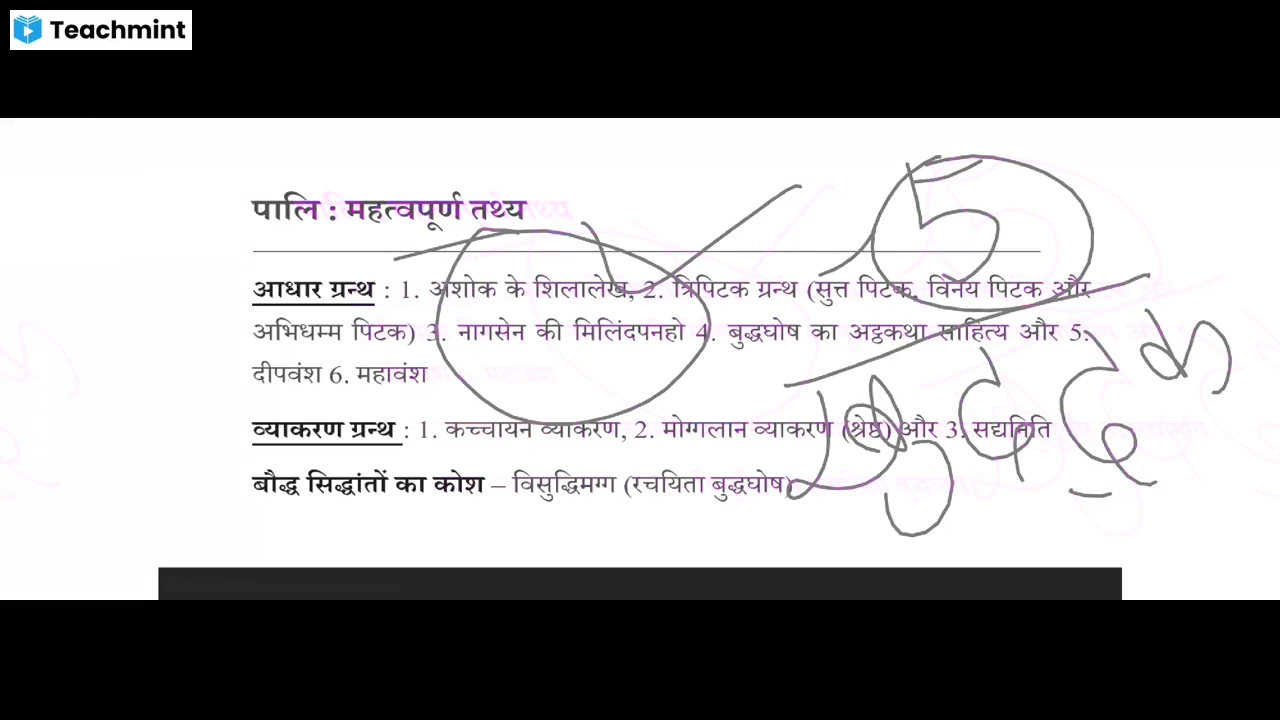 Teachmint
पालि : महत्वपूर्ण तथ्य
5
आधार ग्रन्थ : 1. अशोक के शिलालेख, 2. त्रिपिटक ग्रन्थ (सुत्त पिटक, विनय पिटक और
अभिधम्म पिटक) 3. नागसेन की मिलिंदपनहो 4. बुद्धघोष का अट्ठकथा साहित्य और 5.
दीपवंश 6. महावंश
व्याकरण ग्रन्थ : 1. कच्चायन व्याकरण, 2. मोग्गलान व्याकरण (श्रेष्ठ) और 3. सद्यतिति
बौद्ध सिद्धांतों का कोश – विसुद्धिमग्ग (रचयिता बुद्धघोष)